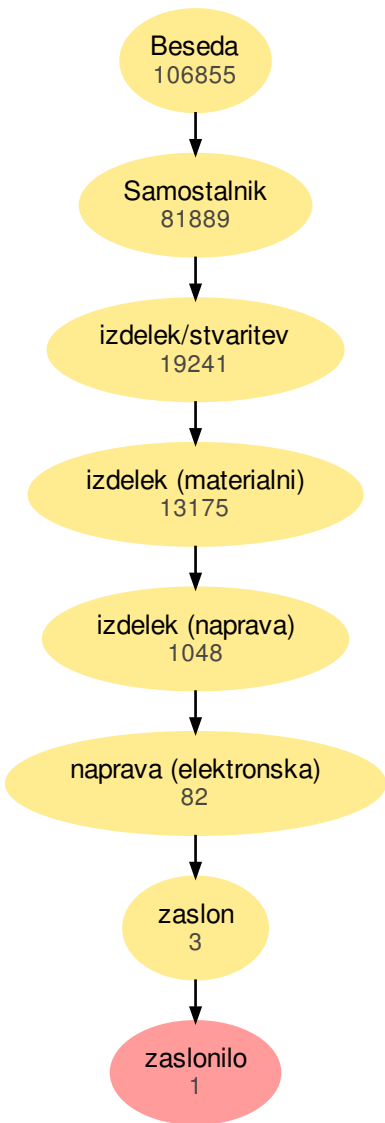 Beseda
106855
Samostalnik
81889
izdelek/stvaritev
19241
izdelek (materialni)
13175
izdelek (naprava)
1048
naprava (elektronska)
82
zaslon
3
zaslonilo
1